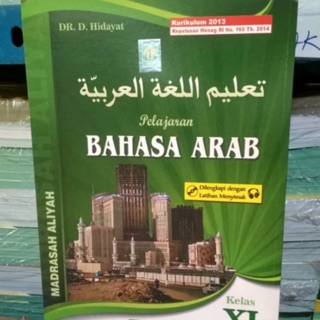 DR. D. Hidayat
Kurikulum 2013
Keputusan Menag RI No. 165 Th. 2014
تعليم اللغة العربيّة
Pelajaran
BAHASA ARAB
Dilengkapi dengan
Latihan Menyimak
MADRASAH ALIYAH
Kelas
XI